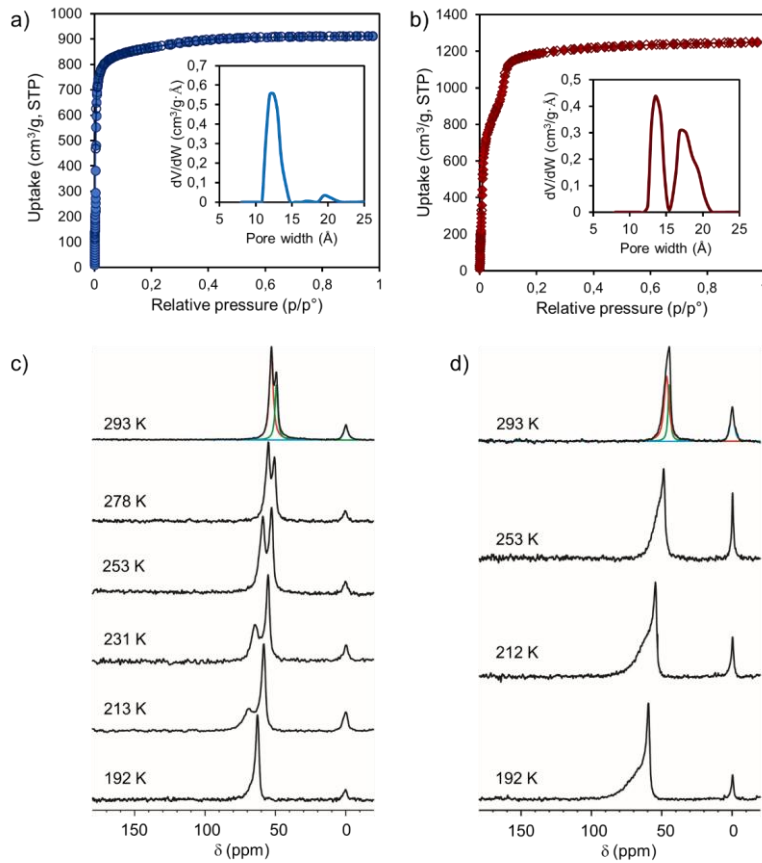 a)
Uptake (cm³/g, STP)
1000
900
800
700
600
500
400
300
200
100
0
0
0,2
0,4
0,6
0,8
1
Relative pressure (p/p°)
dV/dW (cm³/g·Å)
0,7
0,6
0,5
0,4
0,3
0,2
0,1
0
5
10
15
20
25
Pore width (Å)
b)
Uptake (cm³/g, STP)
1400
1200
1000
800
600
400
200
0
0
0,2
0,4
0,6
0,8
1
Relative pressure (p/p°)
dV/dW (cm³/g·Å)
0,5
0,4
0,3
0,2
0,1
0
5
10
15
20
25
Pore width (Å)
c)
293 K
278 K
253 K
231 K
213 K
192 K
150
100
50
0
δ (ppm)
d)
293 K
253 K
212 K
192 K
150
100
50
0
δ (ppm)